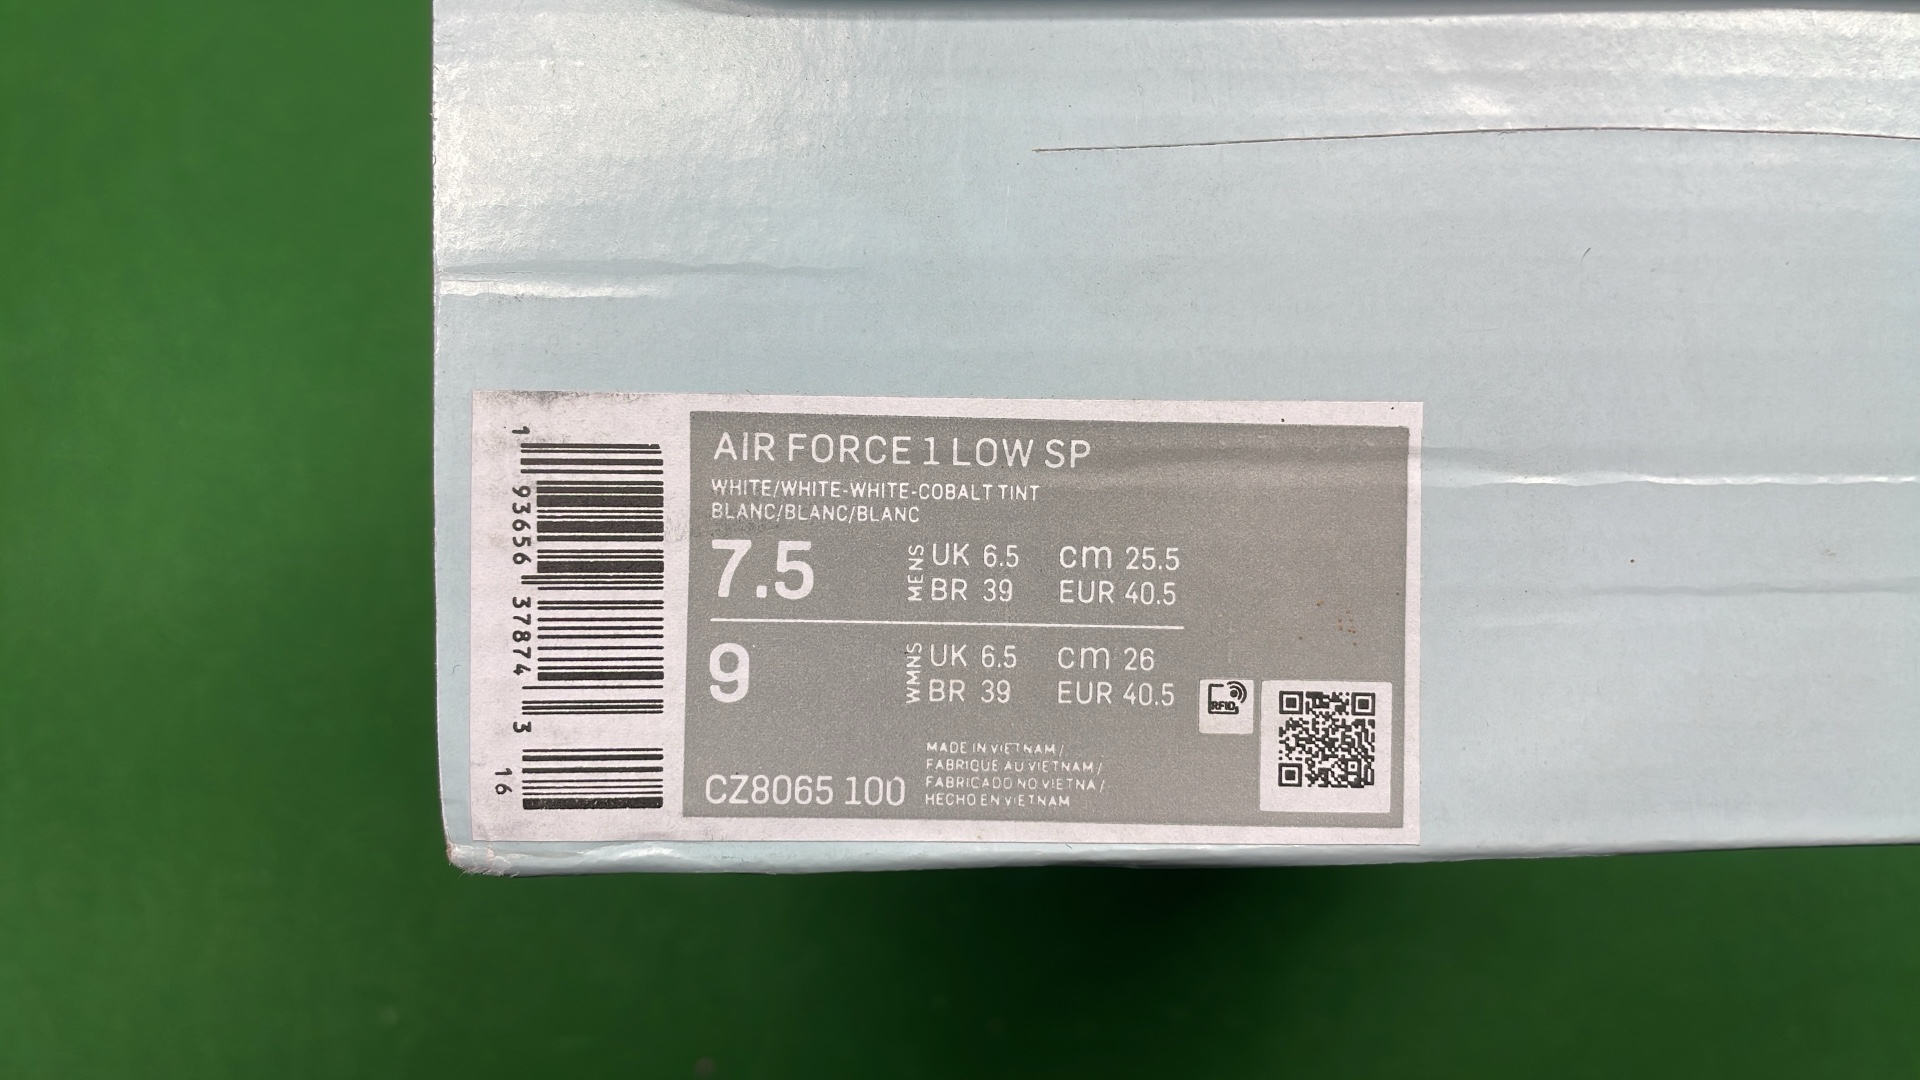 1 93656 37874 3
16
AIR FORCE 1 LOW SP
WHITE/WHITE-WHITE-COBALT TINT
BLANC/BLANC/BLANC
7.5 MENS UK 6.5 cm 25.5
BR 39 EUR 40.5
9 WMNS UK 6.5 cm 26
BR 39 EUR 40.5
RFID
MADE IN VIETNAM/
FABRIQUE AU VIETNAM/
FABRICADO NO VIETNA/
HECHO EN VIETNAM
CZ8065 100